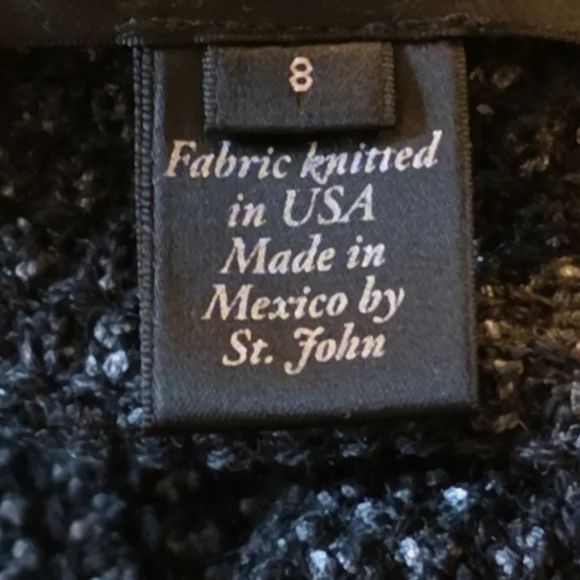 8
Fabric knitted
in USA
Made in
Mexico by
St. John